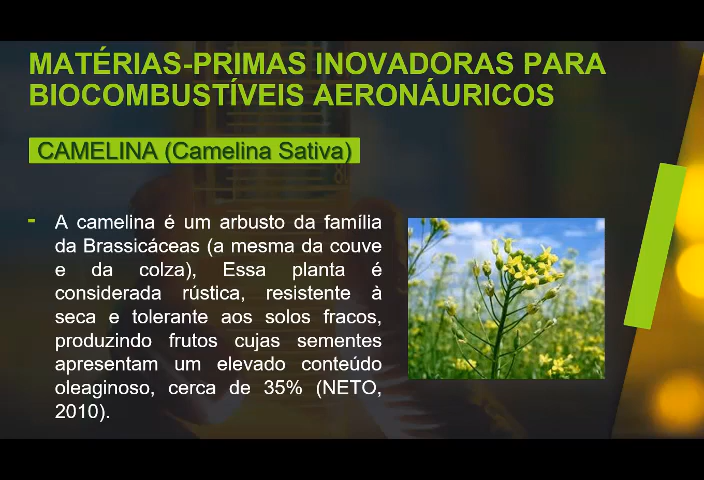 MATÉRIAS-PRIMAS INOVADORAS PARA
BIOCOMBUSTÍVEIS AERONÁURICOS
CAMELINA (Camelina Sativa)
- A camelina é um arbusto da família
da Brassicáceas (a mesma da couve
e da colza), Essa planta é
considerada rústica, resistente à
seca e tolerante aos solos fracos,
produzindo frutos cujas sementes
apresentam um elevado conteúdo
oleaginoso, cerca de 35% (NETO,
2010).